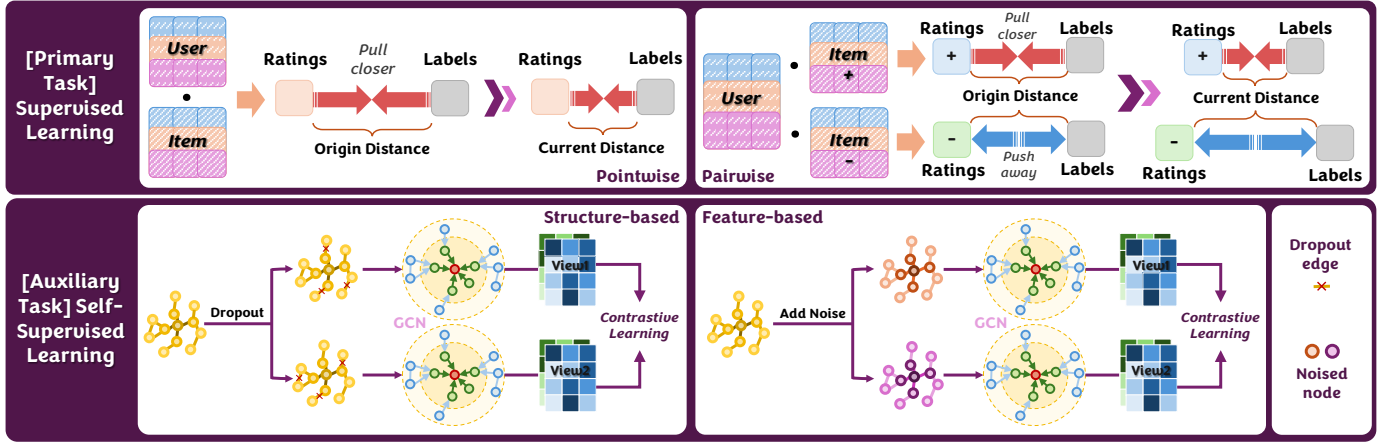 [Primary
Task]
Supervised
Learning
User
Item
Ratings
Pull
closer
Labels
Origin Distance
Ratings
Labels
Current Distance
Pointwise
User
Item
+
Item
-
Ratings
Pull
closer
Labels
+
Origin Distance
-
Ratings
Push
away
Labels
Ratings
Labels
+
Current Distance
-
Ratings
Labels
Pairwise
[Auxiliary
Task] Self-
Supervised
Learning
Structure-based
Dropout
GCN
View1
View2
Contrastive
Learning
Feature-based
Add Noise
GCN
View1
View2
Contrastive
Learning
Dropout
edge
Noised
node